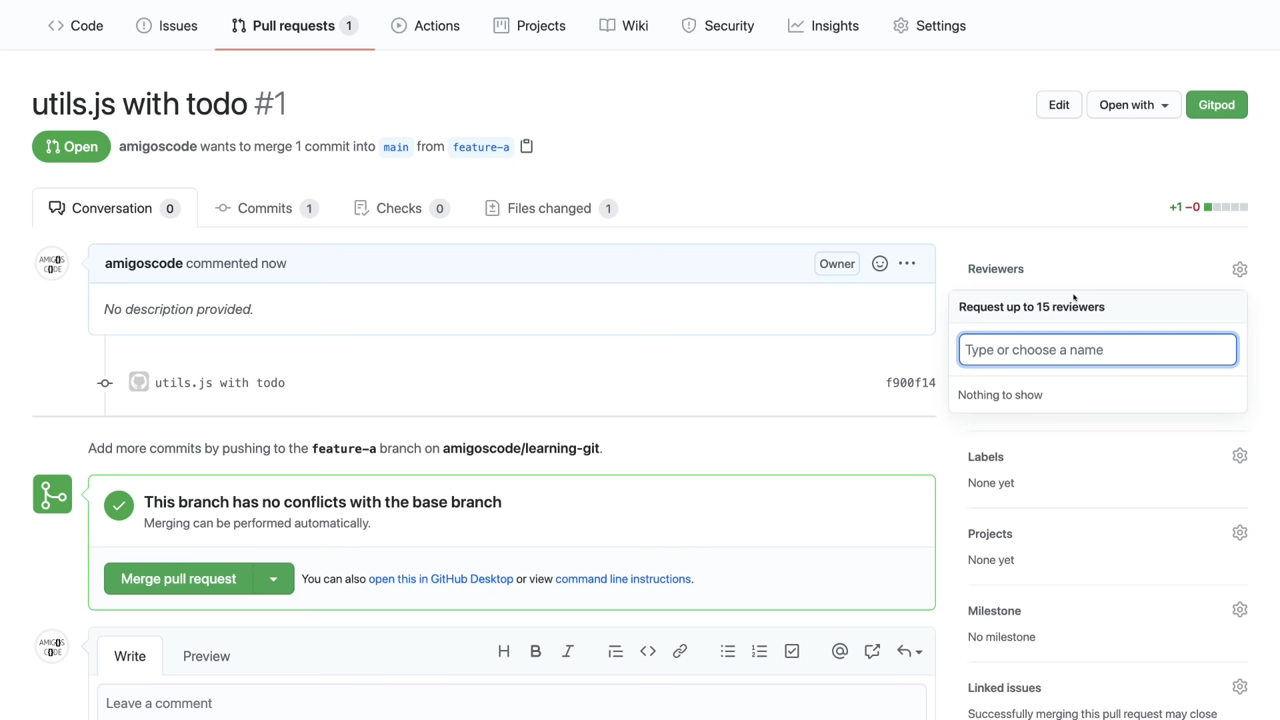 Code
Issues
Pull requests 1
Actions
Projects
Wiki
Security
Insights
Settings
utils.js with todo #1
Edit
Open with
Gitpod
Open
amigoscode wants to merge 1 commit into main from feature-a
Conversation 0
Commits 1
Checks 0
Files changed 1
+1 −0
AMIGOS
CODE
amigoscode commented now
Owner
No description provided.
utils.js with todo
f900f14
Add more commits by pushing to the feature-a branch on amigoscode/learning-git.
This branch has no conflicts with the base branch
Merging can be performed automatically.
Merge pull request
You can also open this in GitHub Desktop or view command line instructions.
AMIGOS
CODE
Write
Preview
H B I
Leave a comment
Reviewers
Request up to 15 reviewers
Type or choose a name
Nothing to show
Labels
None yet
Projects
None yet
Milestone
No milestone
Linked issues
Successfully merging this pull request may close